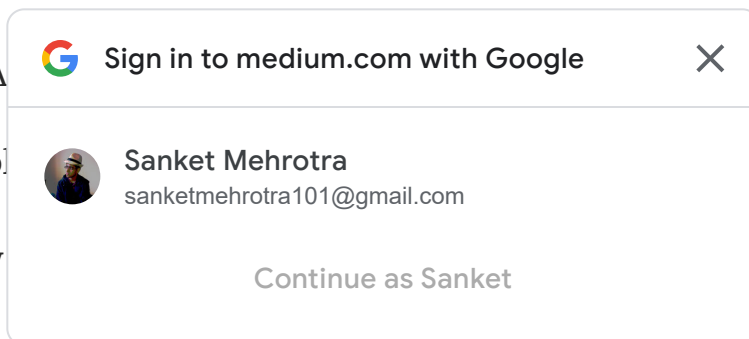 Sign in to medium.com with Google
Sanket Mehrotra
sanketmehrotra101@gmail.com
Continue as Sanket